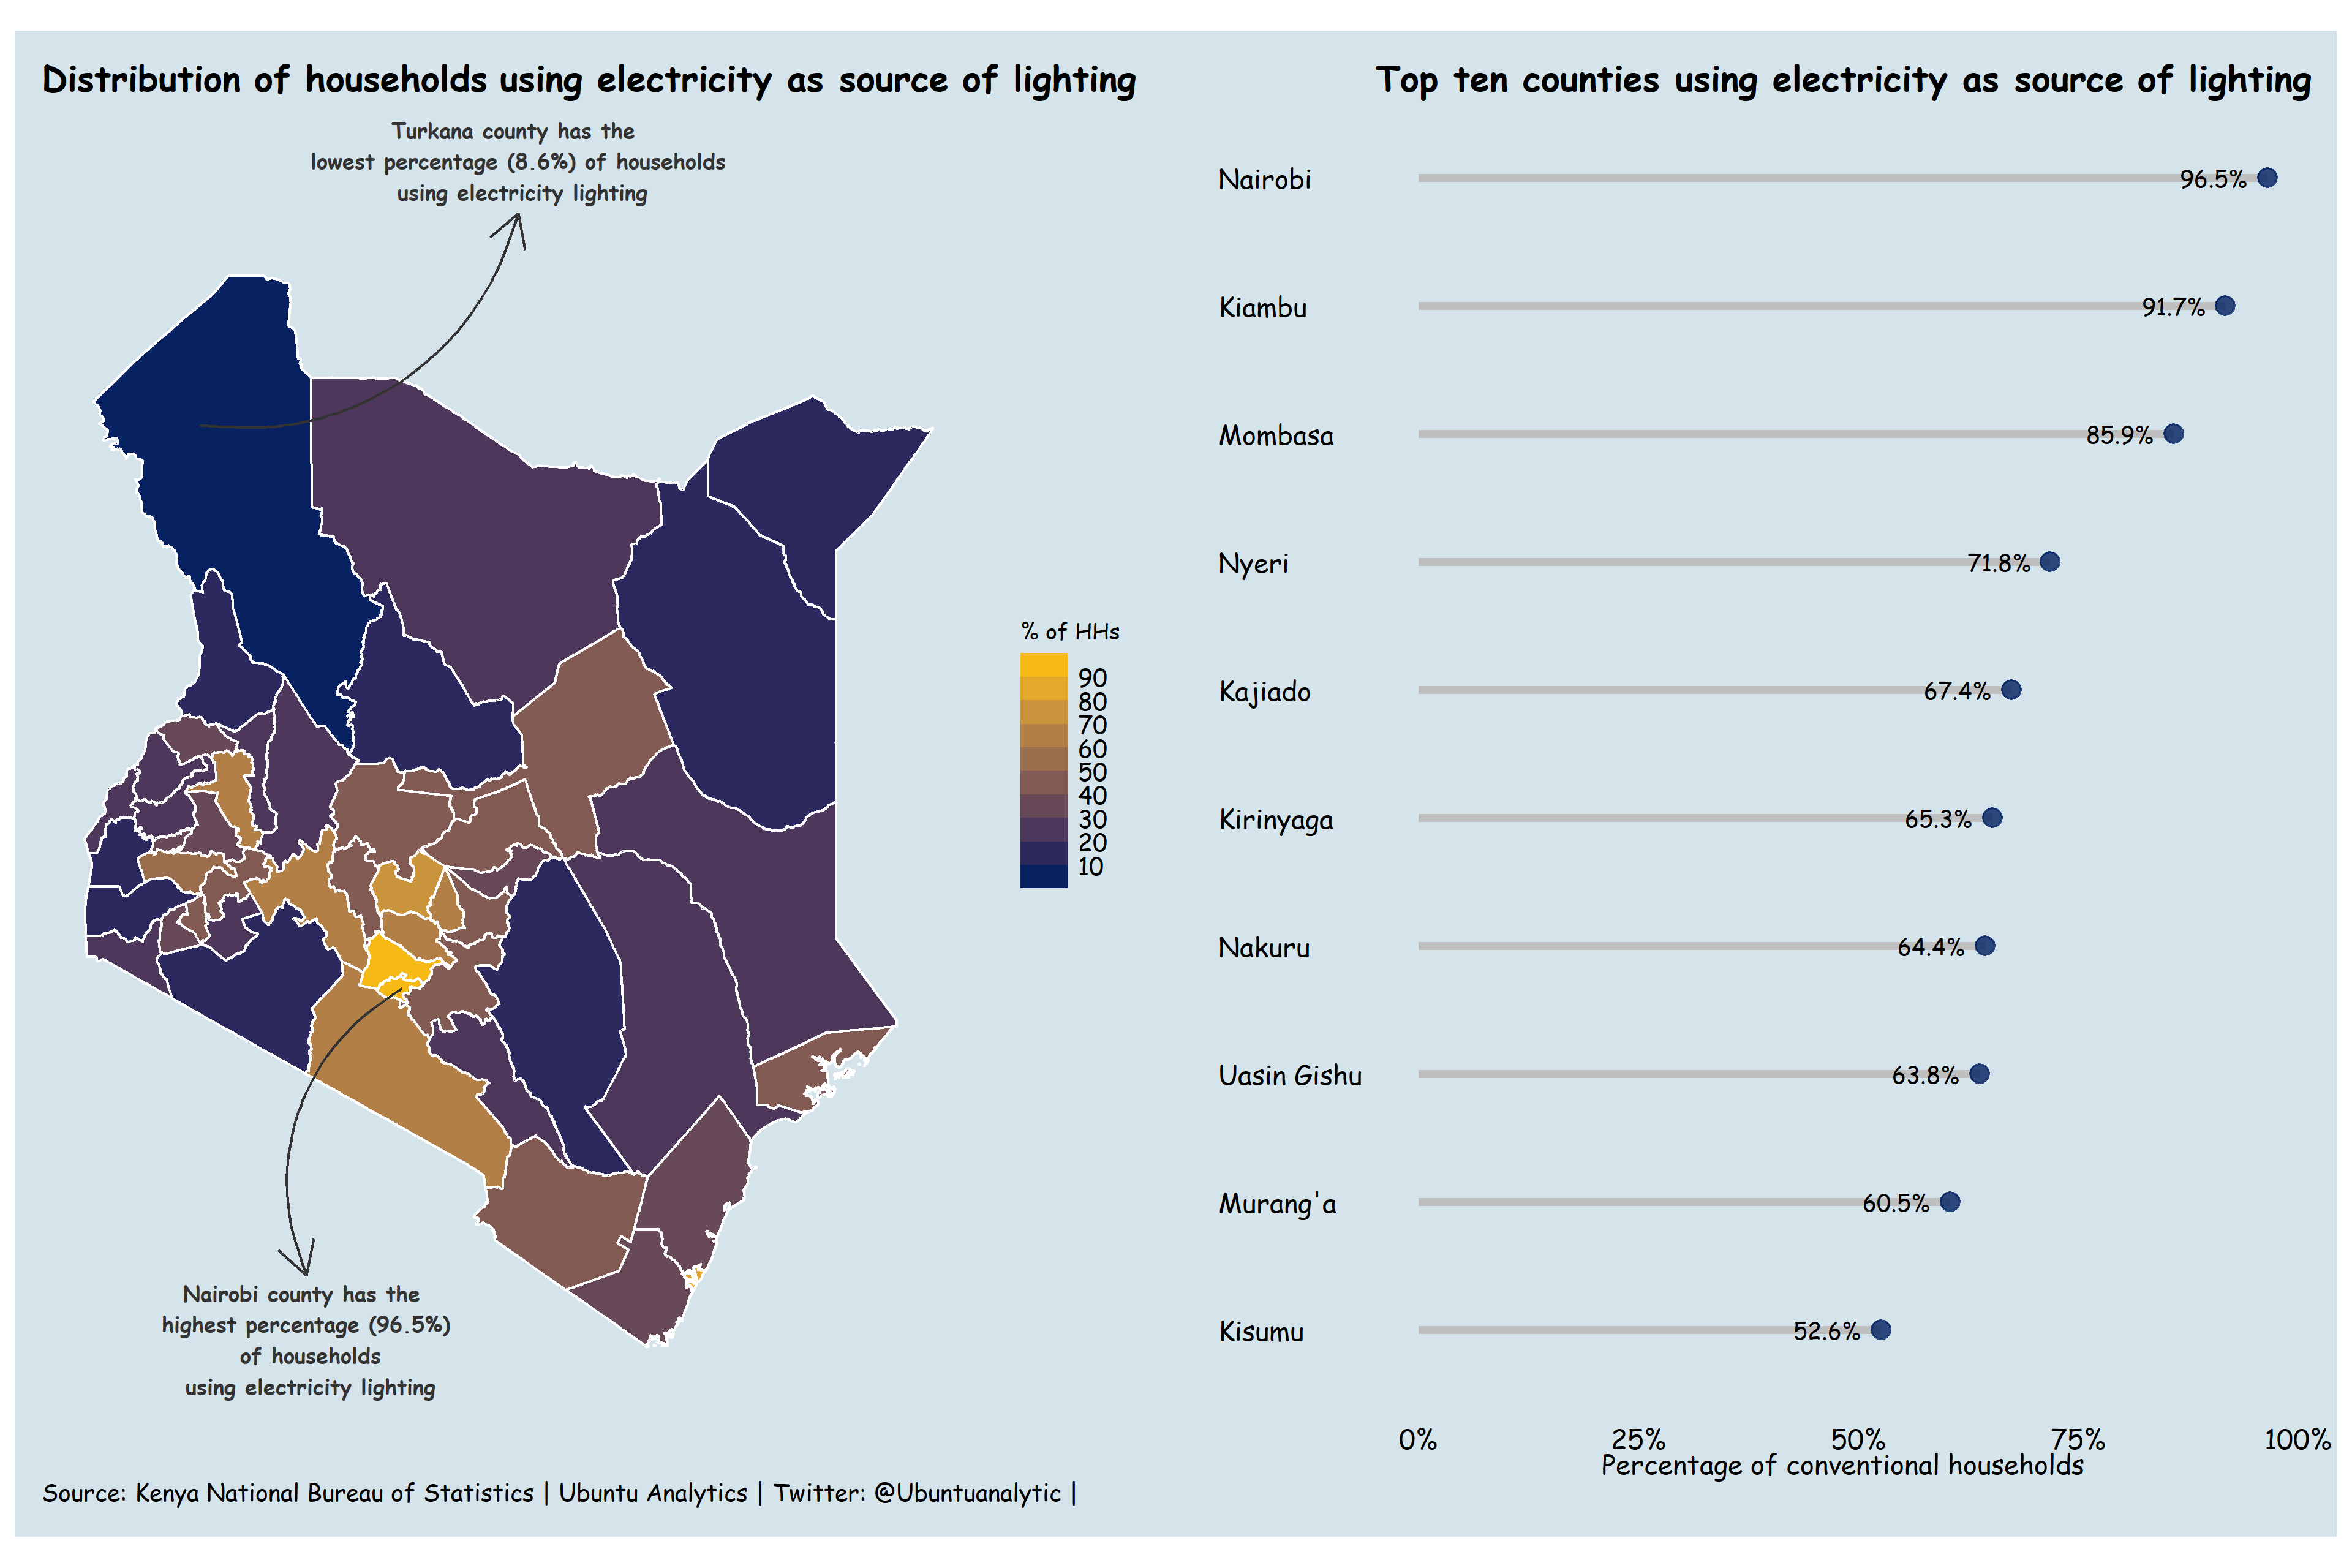 Distribution of households using electricity as source of lighting
Turkana county has the
lowest percentage (8.6%) of households
using electricity lighting
% of HHs
90
80
70
60
50
40
30
20
10
Nairobi county has the
highest percentage (96.5%)
of households
using electricity lighting
Source: Kenya National Bureau of Statistics | Ubuntu Analytics | Twitter: @Ubuntuanalytic |
Top ten counties using electricity as source of lighting
Nairobi 96.5%
Kiambu 91.7%
Mombasa 85.9%
Nyeri 71.8%
Kajiado 67.4%
Kirinyaga 65.3%
Nakuru 64.4%
Uasin Gishu 63.8%
Murang'a 60.5%
Kisumu 52.6%
0% 25% 50% 75% 100%
Percentage of conventional households